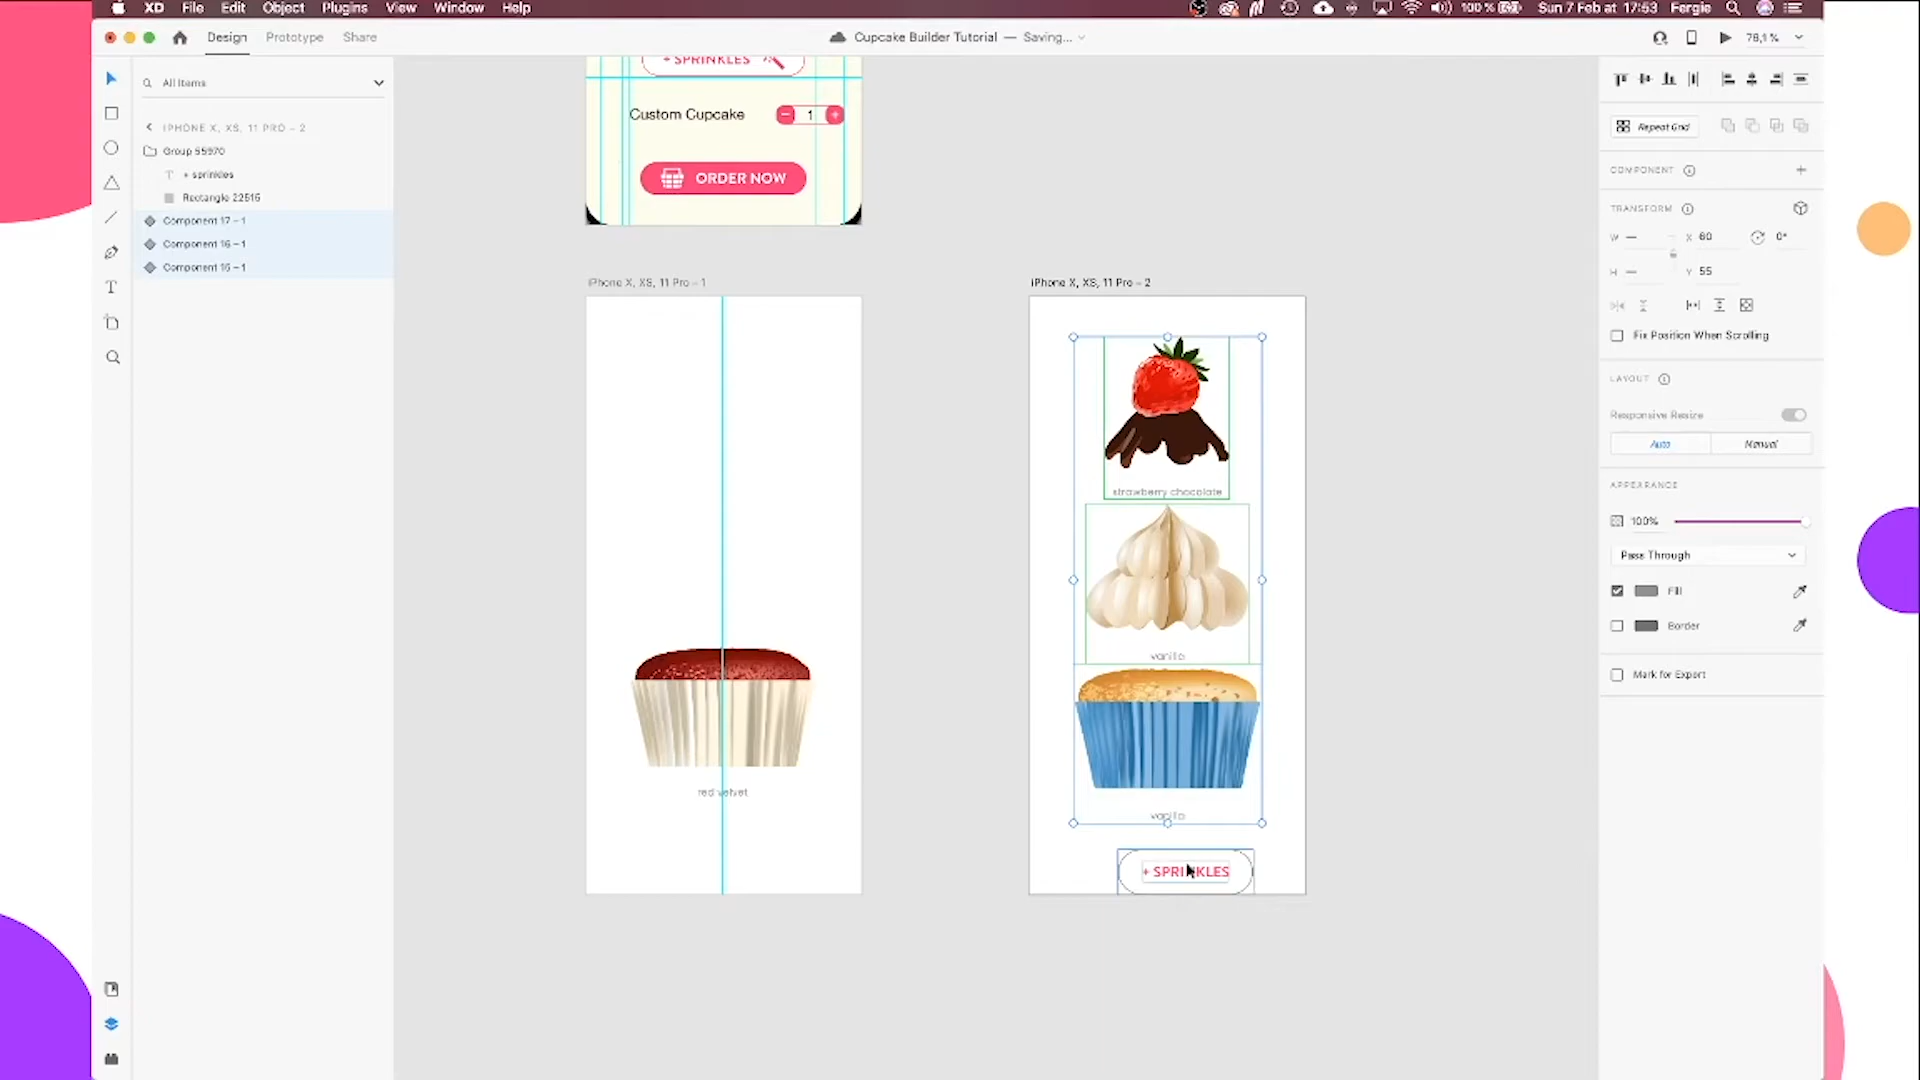 XD File Edit Object Plugins View Window Help 100% Sun 7 Feb at 17:53 Fergie
Design Prototype Share Cupcake Builder Tutorial — Saving... 78,1%
All Items
IPHONE X, XS, 11 PRO – 2
Group 55970
T + sprinkles
Rectangle 22515
Component 17 – 1
Component 16 – 1
Component 15 – 1
+ SPRINKLES
Custom Cupcake − 1 +
ORDER NOW
iPhone X, XS, 11 Pro – 1
red velvet
iPhone X, XS, 11 Pro – 2
strawberry chocolate
vanilla
vanilla
+ SPRINKLES
Repeat Grid
COMPONENT
TRANSFORM
W — X 60 0°
H — Y 55
Fix Position When Scrolling
LAYOUT
Responsive Resize
Auto Manual
APPEARANCE
100%
Pass Through
Fill
Border
Mark for Export